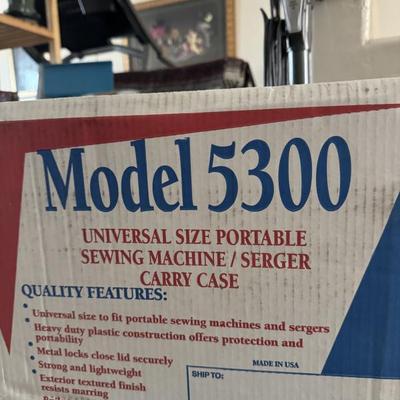 Model 5300
UNIVERSAL SIZE PORTABLE
SEWING MACHINE / SERGER
CARRY CASE
QUALITY FEATURES:
• Universal size to fit portable sewing machines and sergers
• Heavy duty plastic construction offers protection and
portability
• Metal locks close lid securely
• Strong and lightweight
• Exterior textured finish
resists marring
MADE IN USA
SHIP TO: